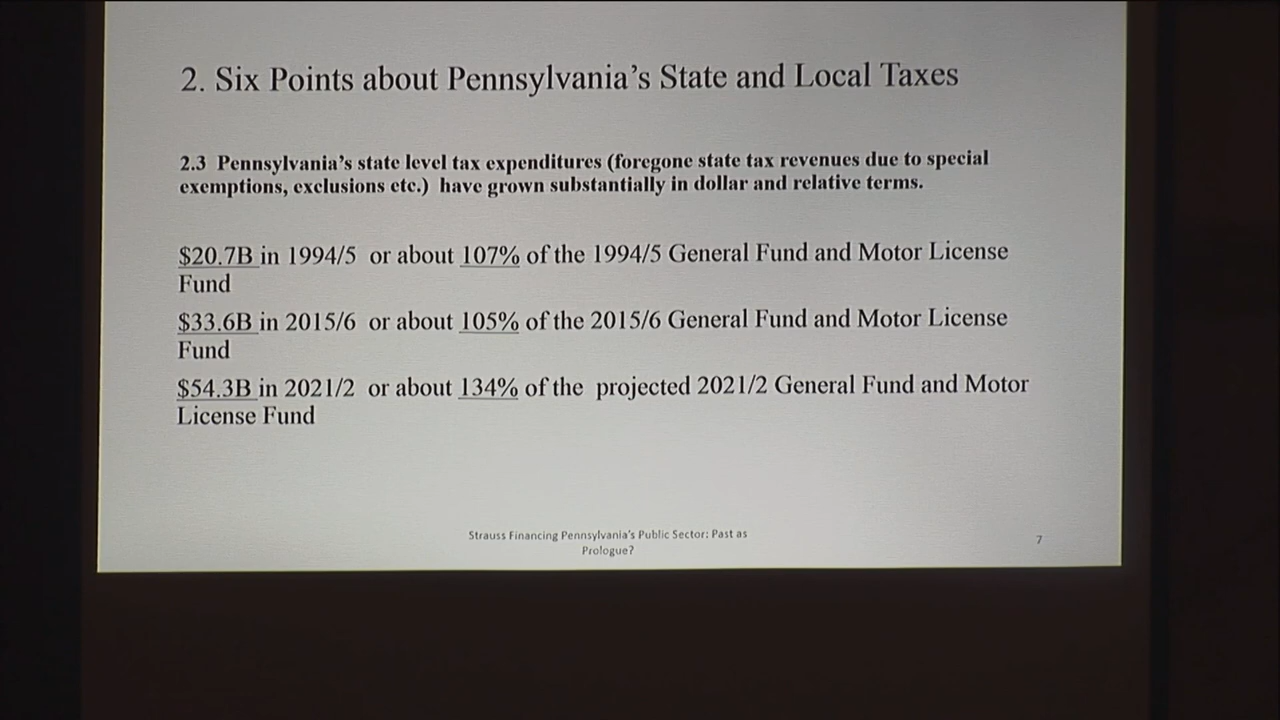 2. Six Points about Pennsylvania's State and Local Taxes
2.3 Pennsylvania's state level tax expenditures (foregone state tax revenues due to special
exemptions, exclusions etc.) have grown substantially in dollar and relative terms.
$20.7B in 1994/5 or about 107% of the 1994/5 General Fund and Motor License
Fund
$33.6B in 2015/6 or about 105% of the 2015/6 General Fund and Motor License
Fund
$54.3B in 2021/2 or about 134% of the projected 2021/2 General Fund and Motor
License Fund
Strauss Financing Pennsylvania's Public Sector: Past as
Prologue?
7